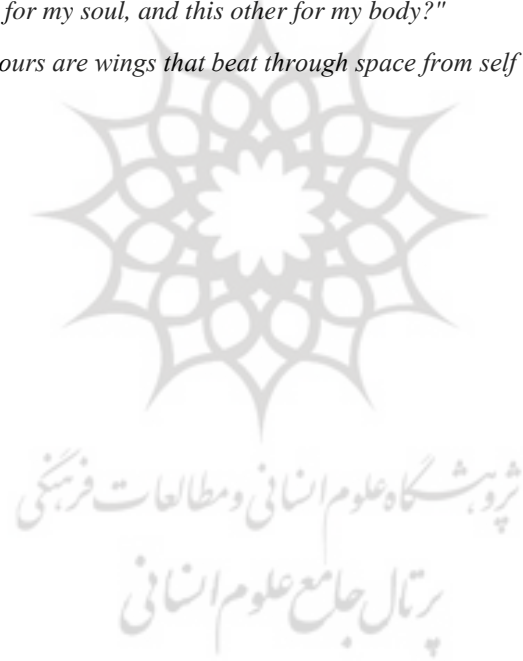 for my soul, and this other for my body?"
ours are wings that beat through space from self
پژوهشگاه علوم انسانی و مطالعات فرهنگی
پرتال جامع علوم انسانی